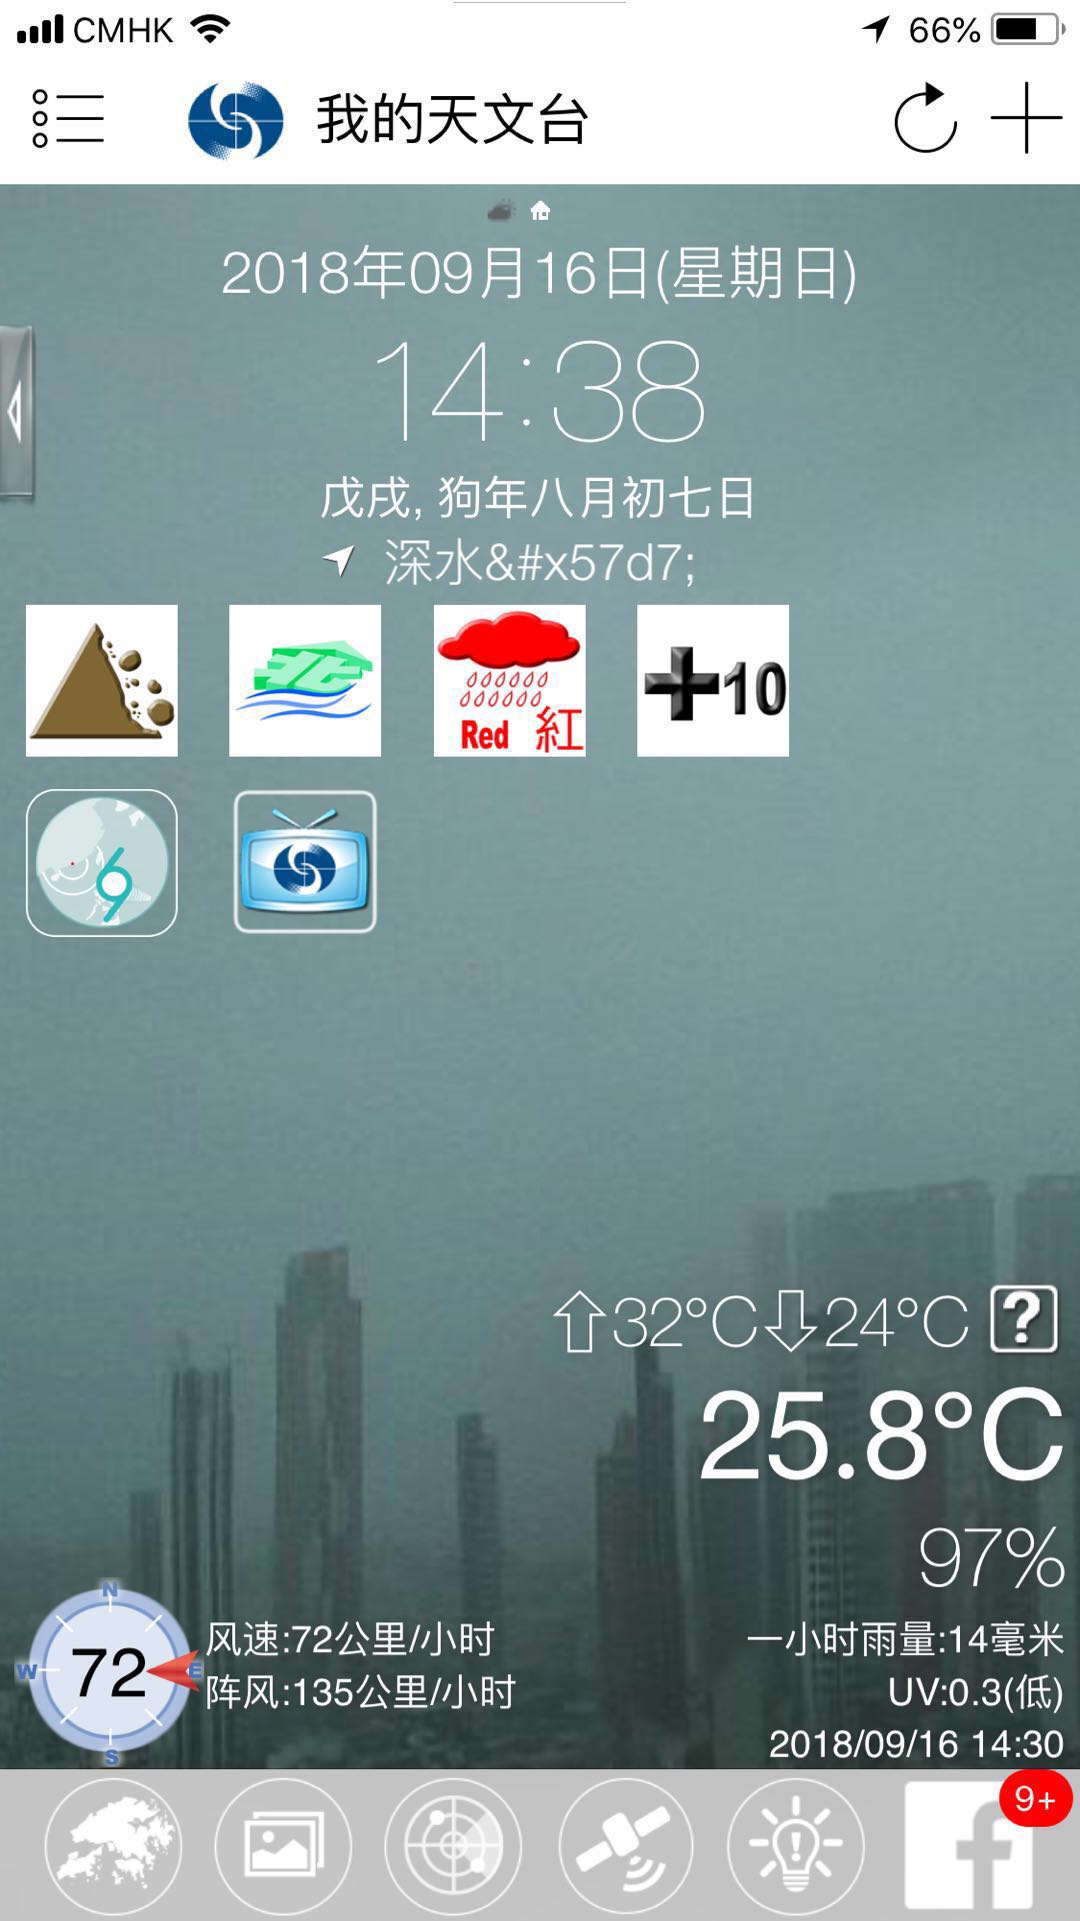 CMHK 66%
我的天文台
2018年09月16日(星期日)
14:38
戊戌, 狗年八月初七日
深水&#x57d7;
北
Red 紅
+10
32°C 24°C ?
25.8°C
97%
N
W 72 E
S
风速:72公里/小时
阵风:135公里/小时
一小时雨量:14毫米
UV:0.3(低)
2018/09/16 14:30
f 9+